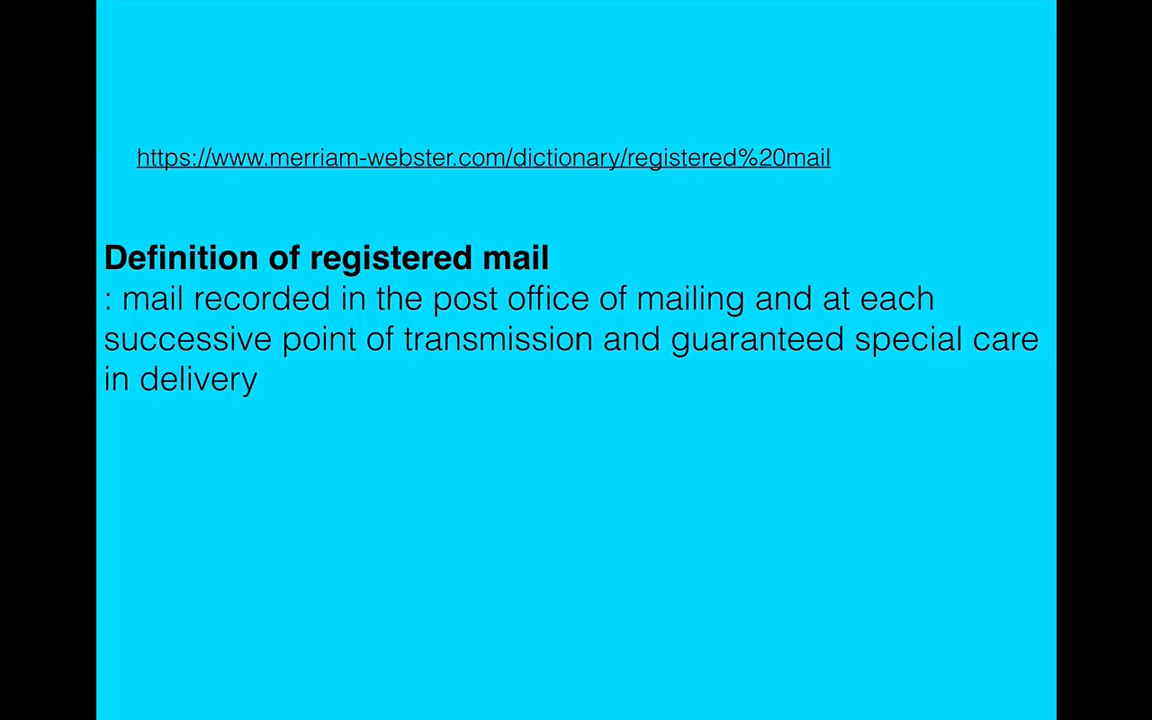 https://www.merriam-webster.com/dictionary/registered%20mail
Definition of registered mail
: mail recorded in the post office of mailing and at each
successive point of transmission and guaranteed special care
in delivery